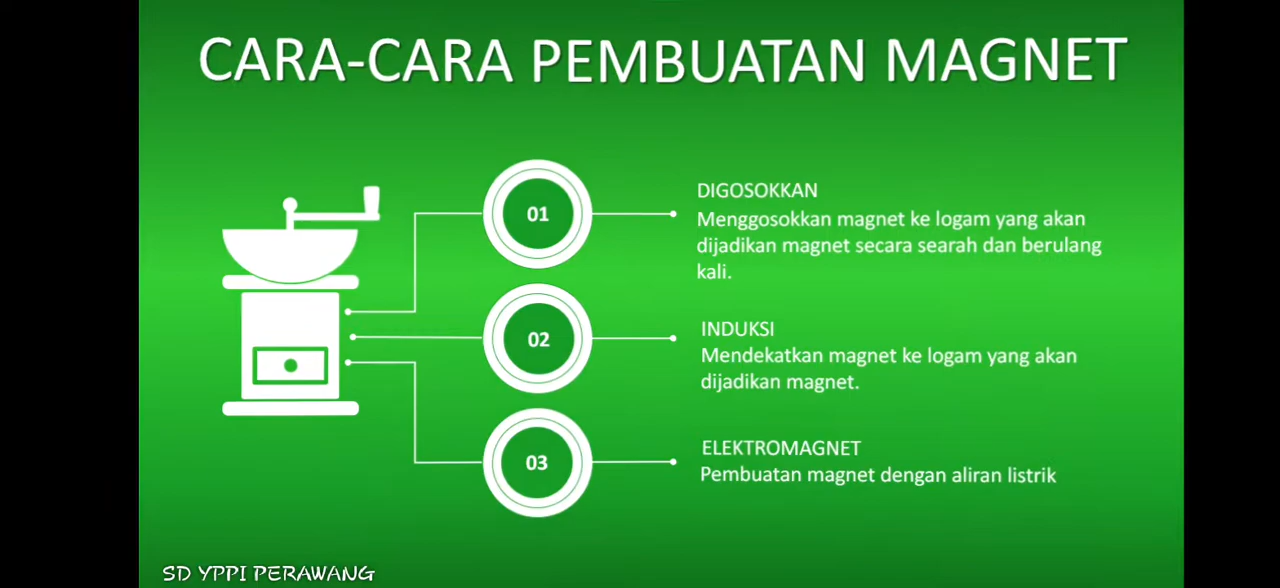 CARA-CARA PEMBUATAN MAGNET
01
DIGOSOKKAN
Menggosokkan magnet ke logam yang akan
dijadikan magnet secara searah dan berulang
kali.
02
INDUKSI
Mendekatkan magnet ke logam yang akan
dijadikan magnet.
03
ELEKTROMAGNET
Pembuatan magnet dengan aliran listrik
SD YPPI PERAWANG